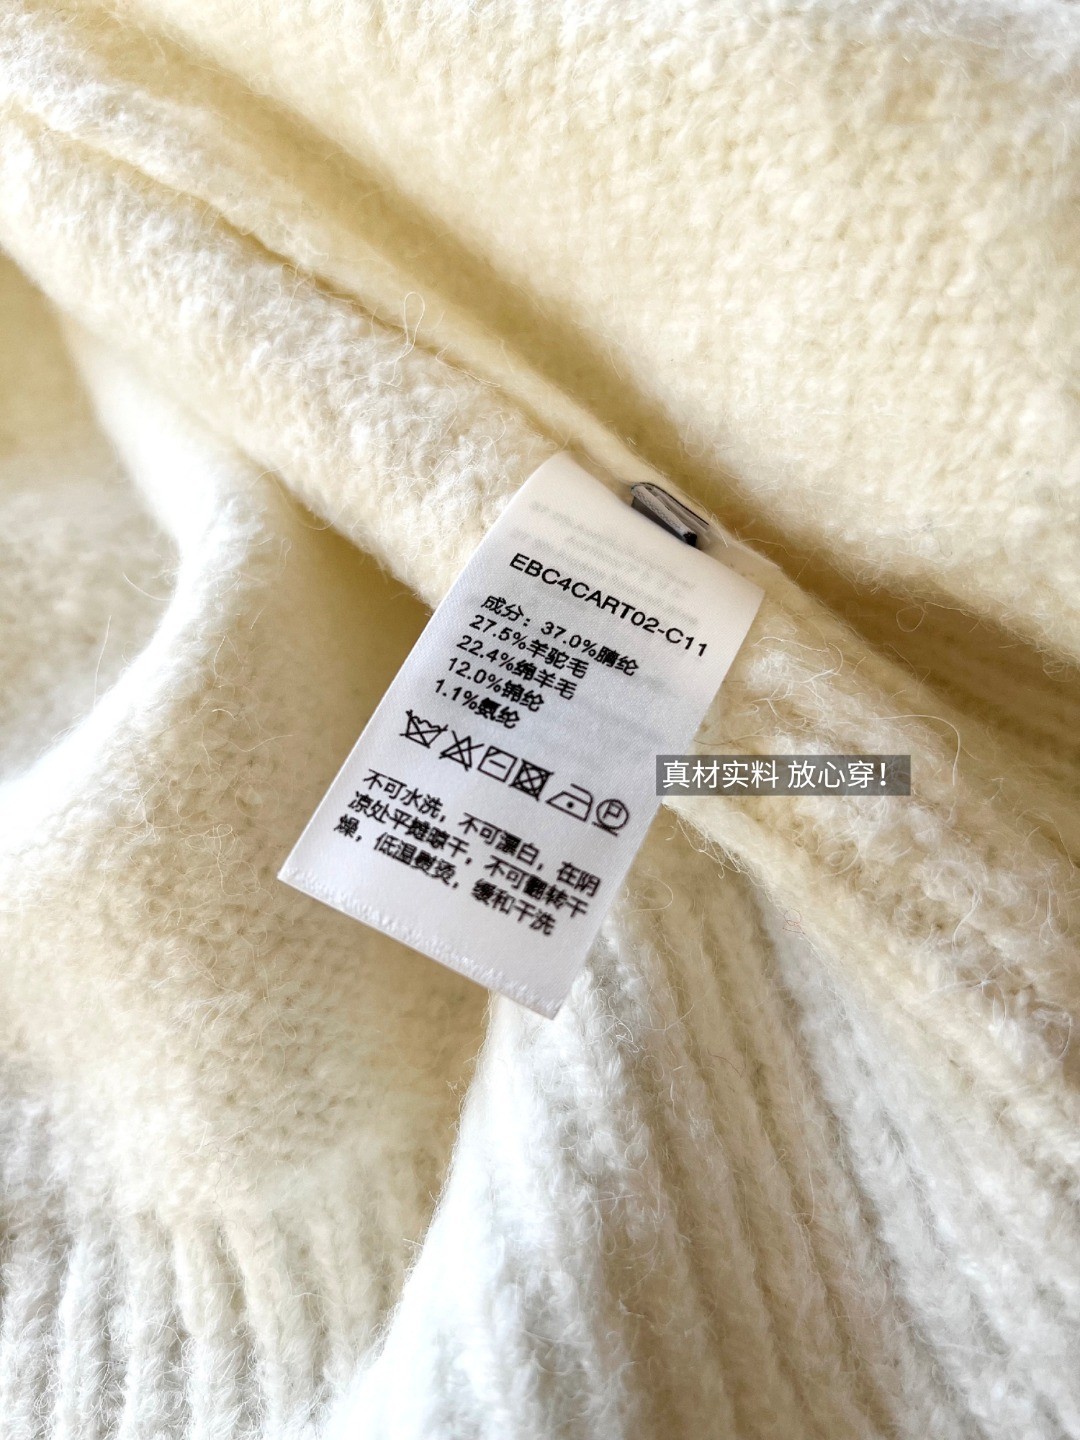 EBC4CART02-C11
成分：37.0%腈纶
27.5%羊驼毛
22.4%绵羊毛
12.0%锦纶
1.1%氨纶
不可水洗，不可漂白，在阴
凉处平摊晾干，不可翻转干
燥，低温熨烫，缓和干洗
真材实料 放心穿！